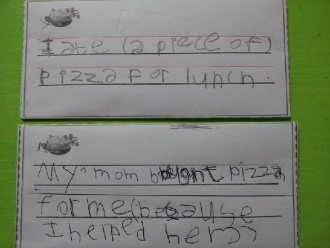 I ate (a piece of)
pizza for lunch.
My mom bought pizza
for me (because
I helped her)